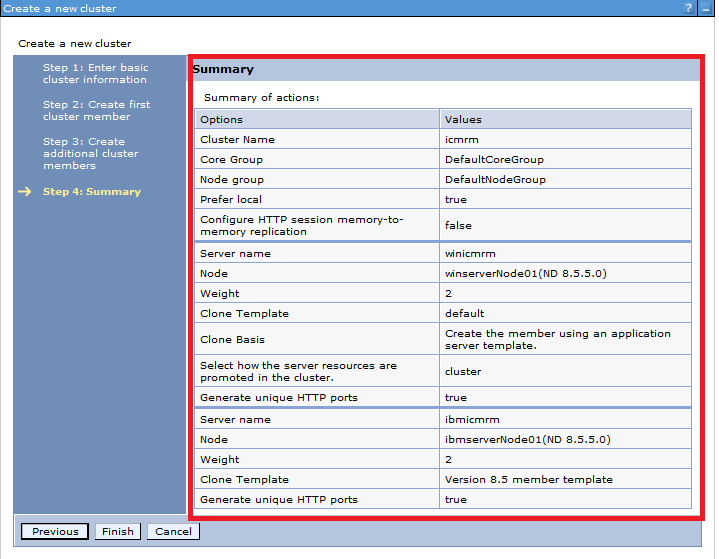 Create a new cluster
?
Create a new cluster
Step 1: Enter basic
cluster information
Step 2: Create first
cluster member
Step 3: Create
additional cluster
members
Step 4: Summary
Summary
Summary of actions:
Options Values
Cluster Name icmrm
Core Group DefaultCoreGroup
Node group DefaultNodeGroup
Prefer local true
Configure HTTP session memory-to-
memory replication false
Server name winicmrm
Node winserverNode01(ND 8.5.5.0)
Weight 2
Clone Template default
Clone Basis Create the member using an application
server template.
Select how the server resources are
promoted in the cluster. cluster
Generate unique HTTP ports true
Server name ibmicmrm
Node ibmserverNode01(ND 8.5.5.0)
Weight 2
Clone Template Version 8.5 member template
Generate unique HTTP ports true
Previous Finish Cancel